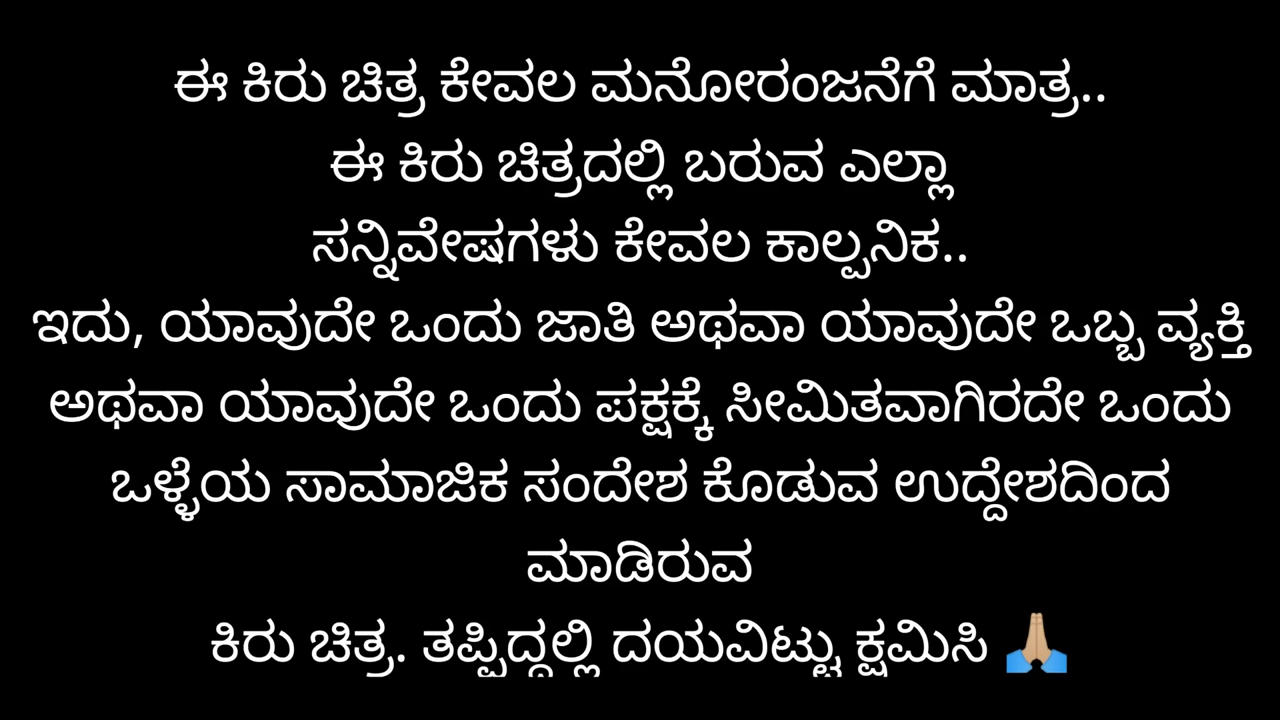 ಈ ಕಿರು ಚಿತ್ರ ಕೇವಲ ಮನೋರಂಜನೆಗೆ ಮಾತ್ರ..
ಈ ಕಿರು ಚಿತ್ರದಲ್ಲಿ ಬರುವ ಎಲ್ಲಾ
ಸನ್ನಿವೇಷಗಳು ಕೇವಲ ಕಾಲ್ಪನಿಕ..
ಇದು, ಯಾವುದೇ ಒಂದು ಜಾತಿ ಅಥವಾ ಯಾವುದೇ ಒಬ್ಬ ವ್ಯಕ್ತಿ
ಅಥವಾ ಯಾವುದೇ ಒಂದು ಪಕ್ಷಕ್ಕೆ ಸೀಮಿತವಾಗಿರದೇ ಒಂದು
ಒಳ್ಳೆಯ ಸಾಮಾಜಿಕ ಸಂದೇಶ ಕೊಡುವ ಉದ್ದೇಶದಿಂದ
ಮಾಡಿರುವ
ಕಿರು ಚಿತ್ರ. ತಪ್ಪಿದ್ದಲ್ಲಿ ದಯವಿಟ್ಟು ಕ್ಷಮಿಸಿ 🙏🏼